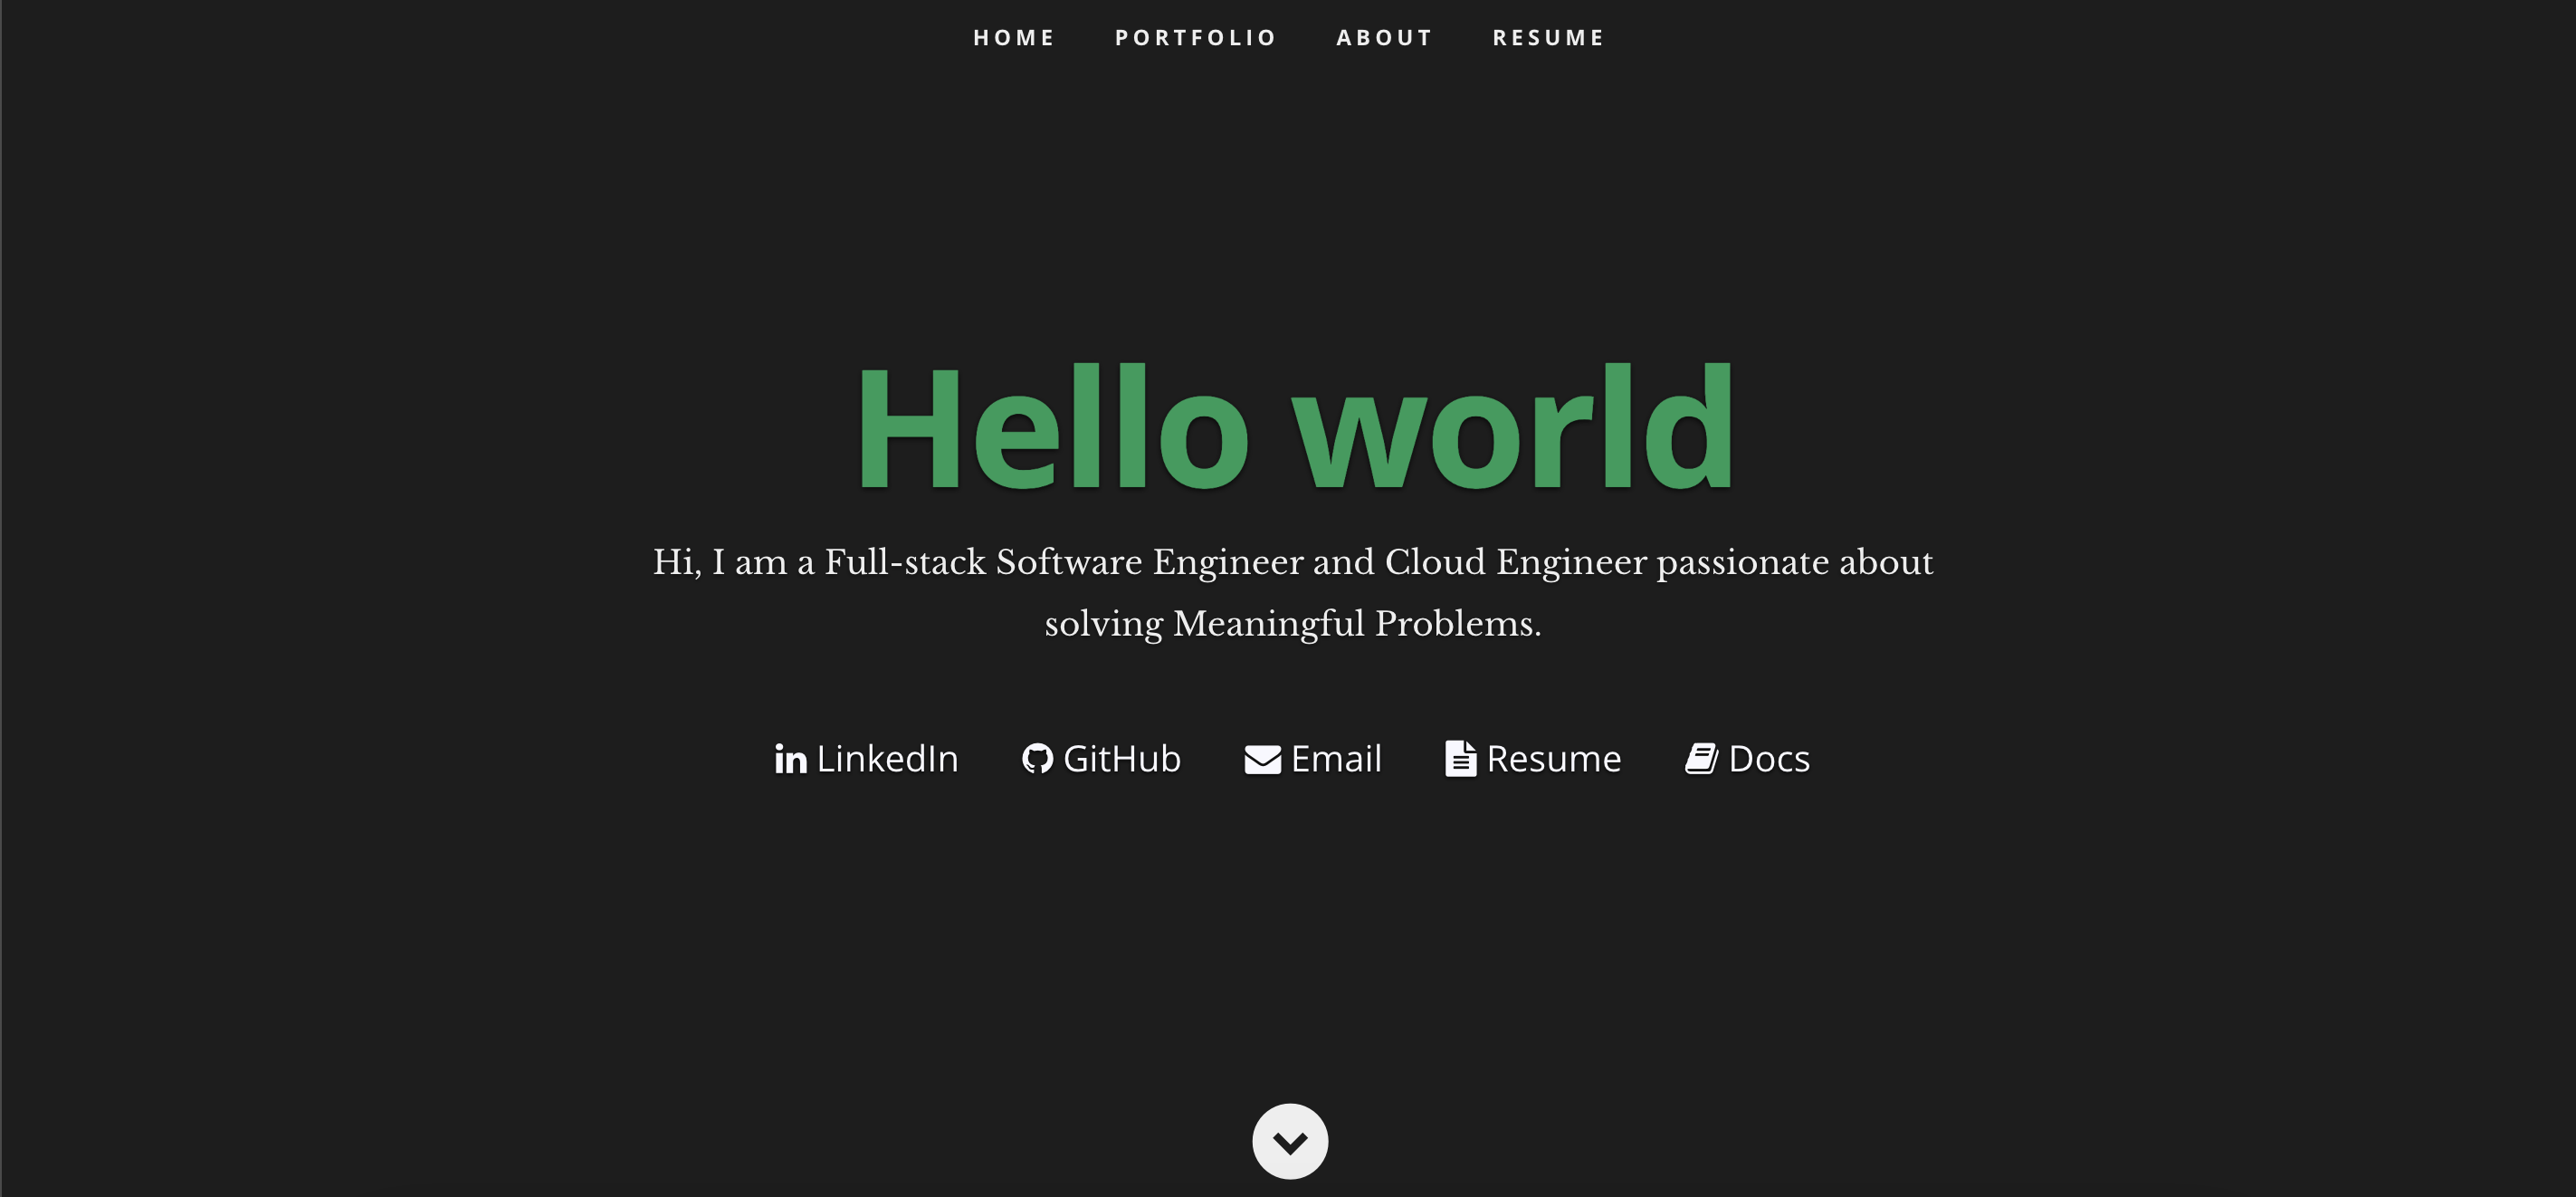 HOME PORTFOLIO ABOUT RESUME
Hello world
Hi, I am a Full-stack Software Engineer and Cloud Engineer passionate about
solving Meaningful Problems.
in LinkedIn GitHub Email Resume Docs